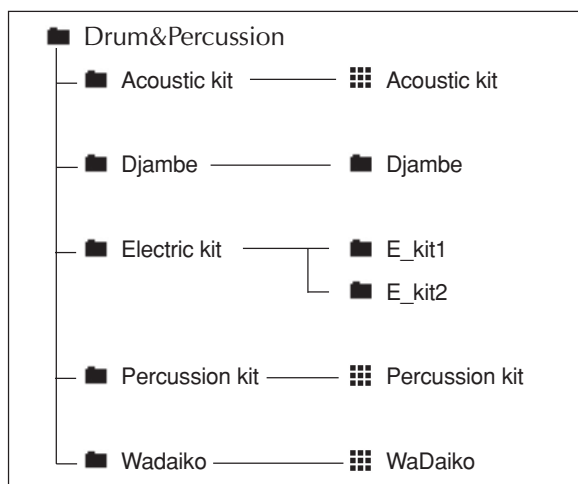 Drum&Percussion
Acoustic kit Acoustic kit
Djambe Djambe
Electric kit E_kit1
E_kit2
Percussion kit Percussion kit
Wadaiko WaDaiko